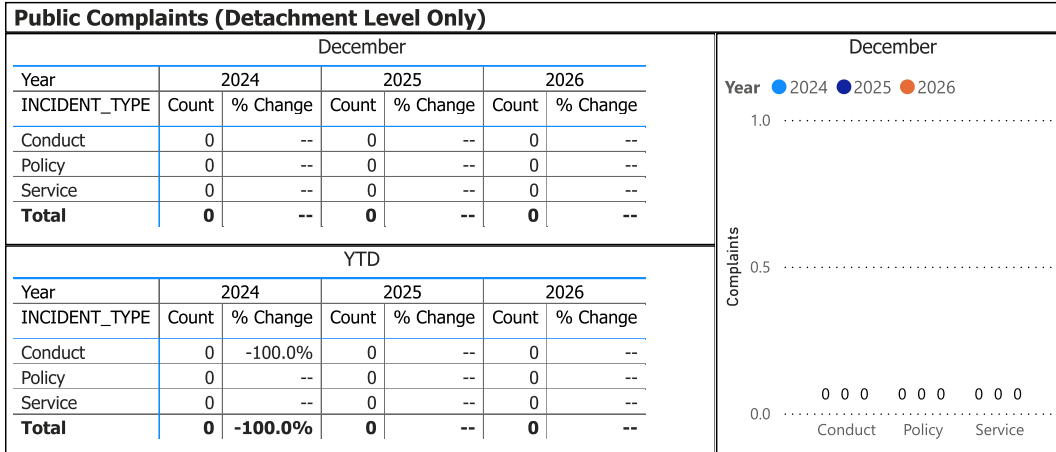 Public Complaints (Detachment Level Only)
December
Year 2024 2025 2026
INCIDENT_TYPE Count % Change Count % Change Count % Change
Conduct 0 -- 0 -- 0 --
Policy 0 -- 0 -- 0 --
Service 0 -- 0 -- 0 --
Total 0 -- 0 -- 0 --
YTD
Year 2024 2025 2026
INCIDENT_TYPE Count % Change Count % Change Count % Change
Conduct 0 -100.0% 0 -- 0 --
Policy 0 -- 0 -- 0 --
Service 0 -- 0 -- 0 --
Total 0 -100.0% 0 -- 0 --
December
Year 2024 2025 2026
Complaints
1.0
0.5
0.0
0 0 0 0 0 0 0 0 0
Conduct Policy Service